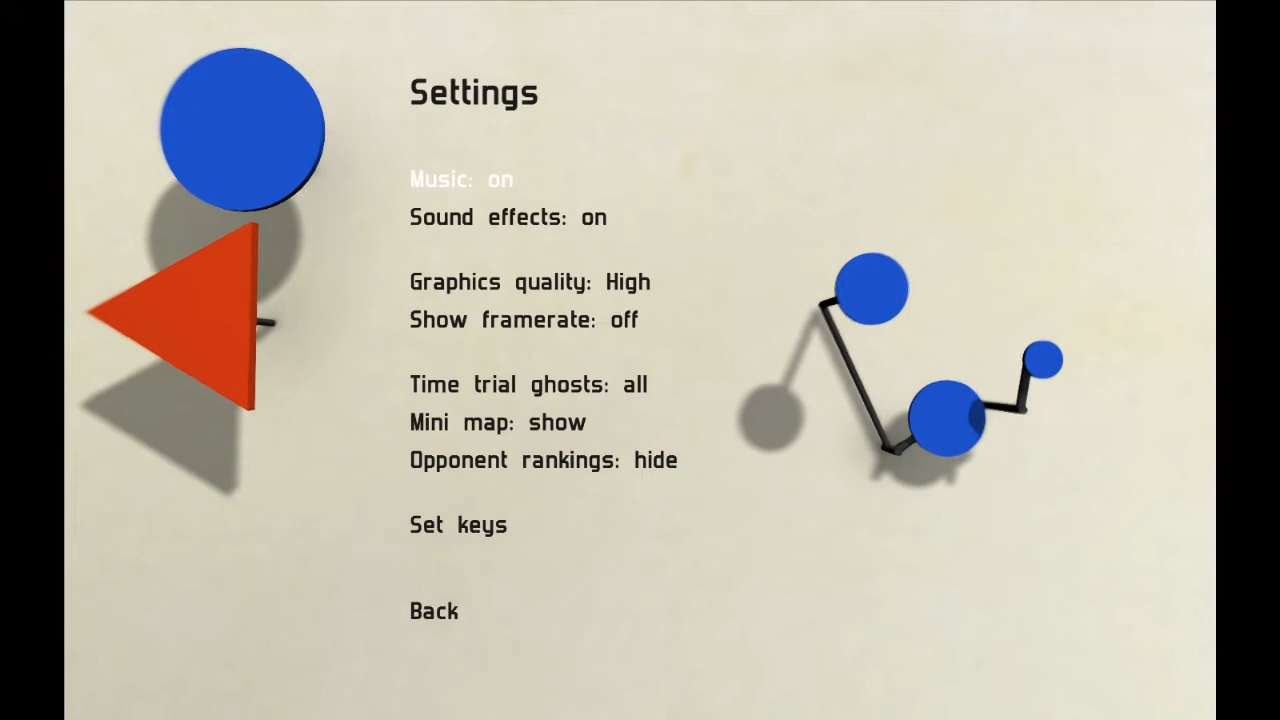 Settings
Music: on
Sound effects: on
Graphics quality: High
Show framerate: off
Time trial ghosts: all
Mini map: show
Opponent rankings: hide
Set keys
Back